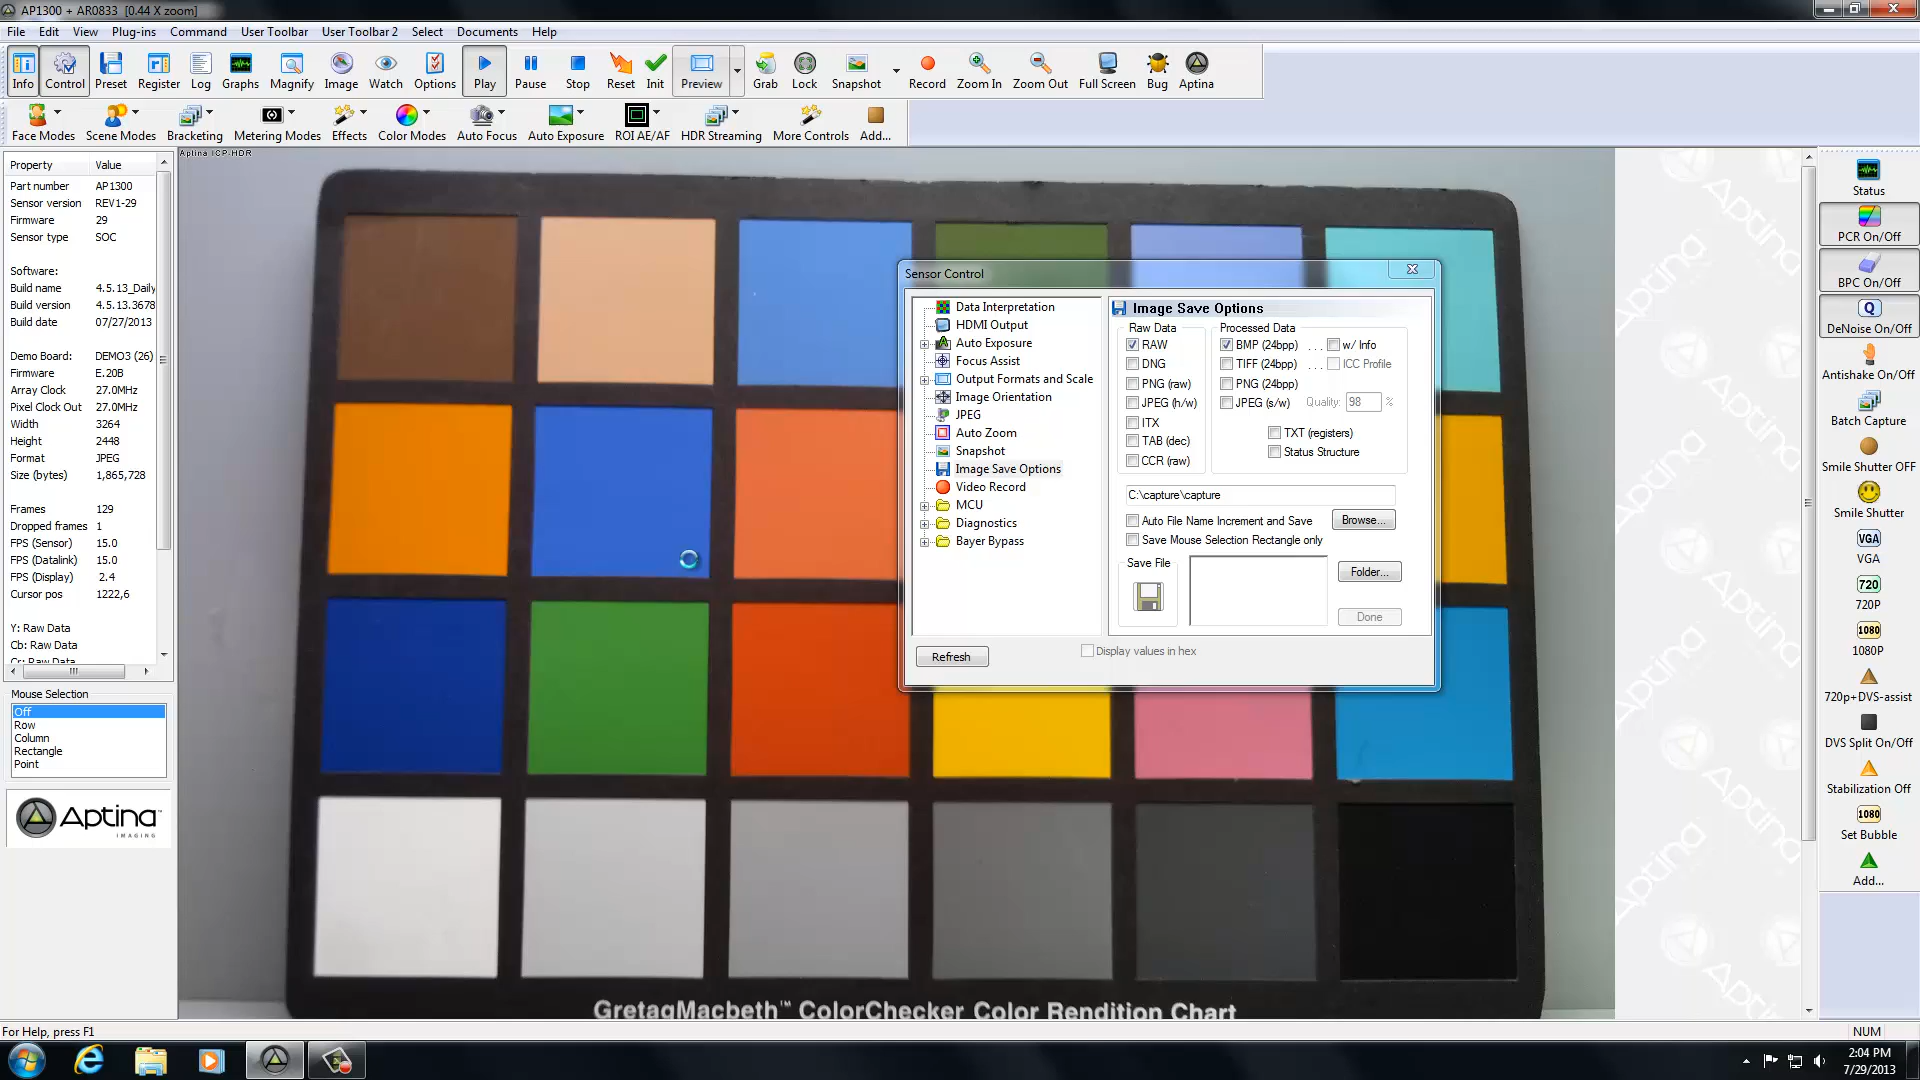 AP1300 + AR0833 [0.44 X zoom]
File Edit View Plug-ins Command User Toolbar User Toolbar 2 Select Documents Help
Info Control Preset Register Log Graphs Magnify Image Watch Options Play Pause Stop Reset Init Preview Grab Lock Snapshot Record Zoom In Zoom Out Full Screen Bug Aptina
Face Modes Scene Modes Bracketing Metering Modes Effects Color Modes Auto Focus Auto Exposure ROI AE/AF HDR Streaming More Controls Add...
Property Value
Part number AP1300
Sensor version REV1-29
Firmware 29
Sensor type SOC
Software:
Build name 4.5.13_Daily
Build version 4.5.13.3678
Build date 07/27/2013
Demo Board: DEMO3 (26)
Firmware E.20B
Array Clock 27.0MHz
Pixel Clock Out 27.0MHz
Width 3264
Height 2448
Format JPEG
Size (bytes) 1,865,728
Frames 129
Dropped frames 1
FPS (Sensor) 15.0
FPS (Datalink) 15.0
FPS (Display) 2.4
Cursor pos 1222,6
Y: Raw Data
Cb: Raw Data
Cr: Raw Data
Mouse Selection
Off
Row
Column
Rectangle
Point
Aptina™
IMAGING
Aptina ICP-HDR
Sensor Control
Data Interpretation
HDMI Output
Auto Exposure
Focus Assist
Output Formats and Scale
Image Orientation
JPEG
Auto Zoom
Snapshot
Image Save Options
Video Record
MCU
Diagnostics
Bayer Bypass
Refresh
Image Save Options
Raw Data
RAW
DNG
PNG (raw)
JPEG (h/w)
ITX
TAB (dec)
CCR (raw)
Processed Data
BMP (24bpp) . . . w/ Info
TIFF (24bpp) . . . ICC Profile
PNG (24bpp)
JPEG (s/w) Quality: 98 %
TXT (registers)
Status Structure
C:\capture\capture
Auto File Name Increment and Save Browse...
Save Mouse Selection Rectangle only
Save File
Folder...
Done
Display values in hex
GretagMacbeth™ ColorChecker Color Rendition Chart
Status
PCR On/Off
BPC On/Off
Q
DeNoise On/Off
Antishake On/Off
Batch Capture
Smile Shutter OFF
Smile Shutter
VGA
VGA
720
720P
1080
1080P
720p+DVS-assist
DVS Split On/Off
Stabilization Off
1080
Set Bubble
Add...
Aptina
Aptina
Aptina
Aptina
Aptina
Aptina
For Help, press F1
NUM
2:04 PM
7/29/2013